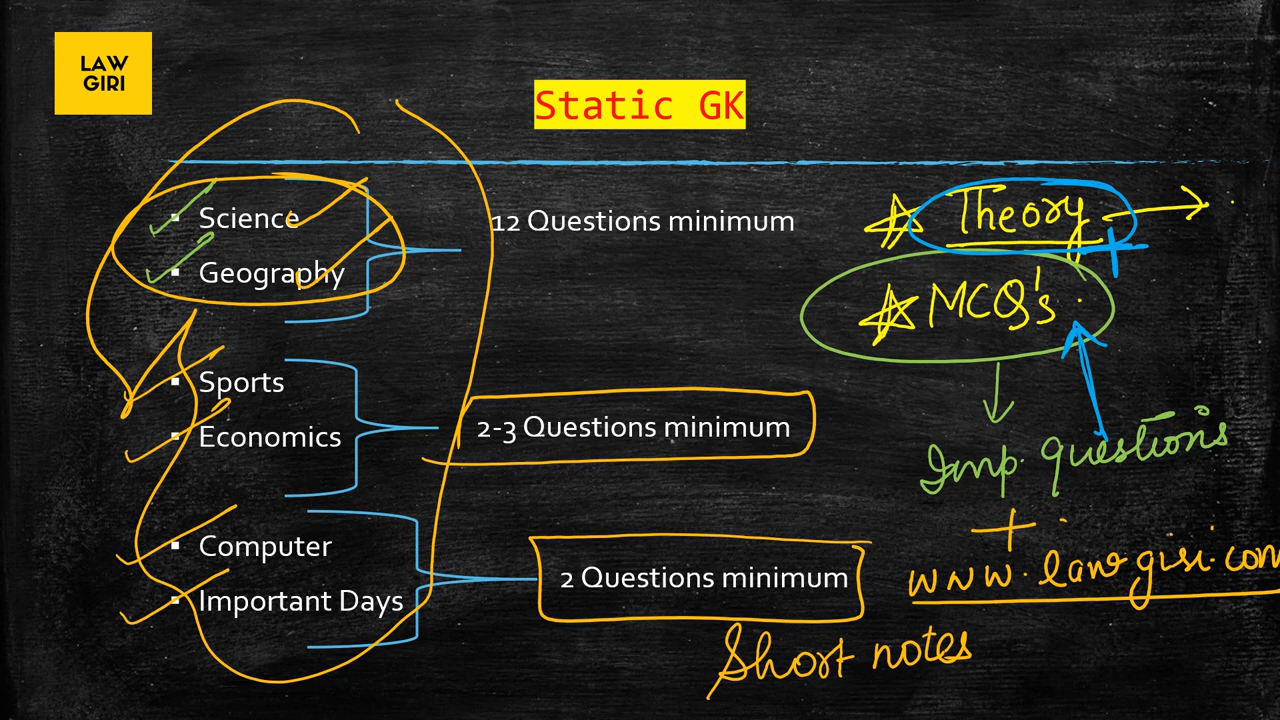 LAW
GIRI
Static GK
▪ Science
▪ Geography
12 Questions minimum
▪ Sports
▪ Economics
2-3 Questions minimum
▪ Computer
▪ Important Days
2 Questions minimum
Theory
MCQ's
Imp. Questions
+
www.lawgiri.com
Short notes